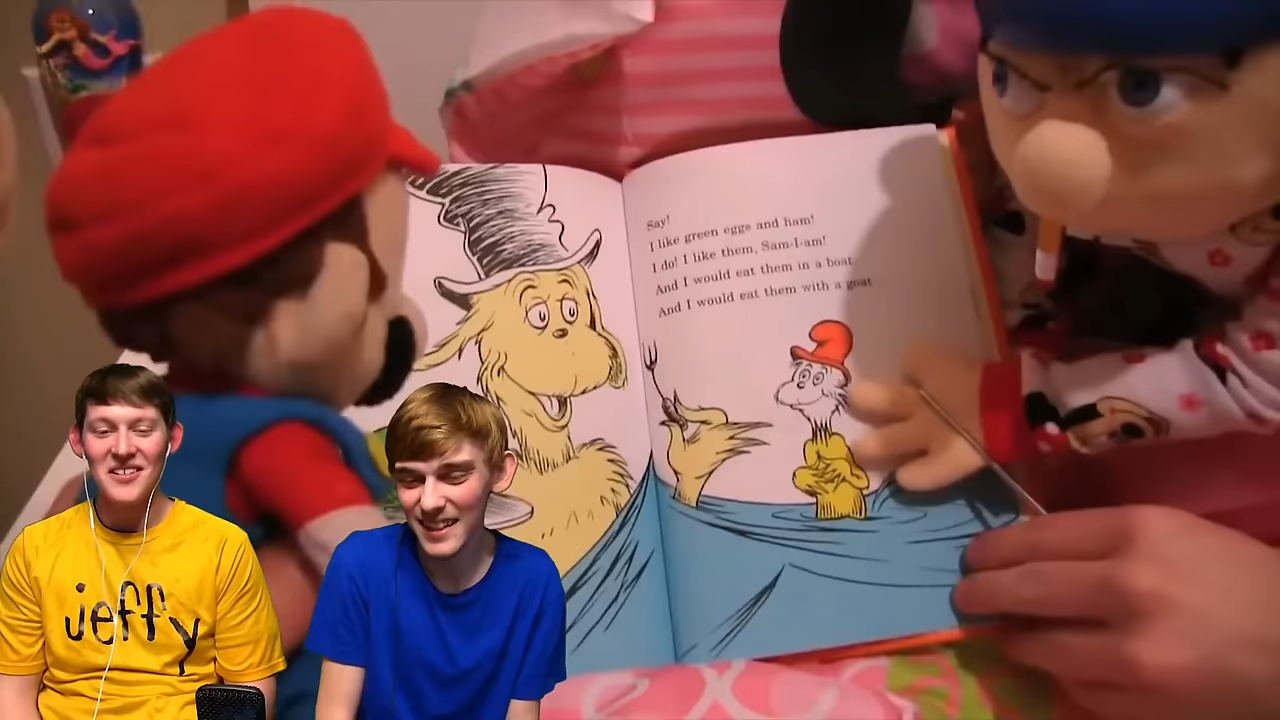 Say!
I like green eggs and ham!
I do! I like them, Sam-I-am!
And I would eat them in a boat
And I would eat them with a goat
jeffy